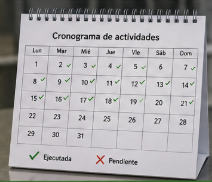 Cronograma de actividades
Lun Mar Mié Jue Vie Sáb Dom
1 2 ✓ 3 ✓ 4 ✓ 5 ✓ 6 7 ✓
8 ✓ 9 ✓ 10 ✓ 11 ✓ 12 ✓ 13 ✓ 14 ✓
15 ✓ 16 ✓ 17 ✓ 18 ✓ 19 20 21 ✓
22 23 24 25 26 27 28
29 30 31
✓ Ejecutada ✗ Pendiente